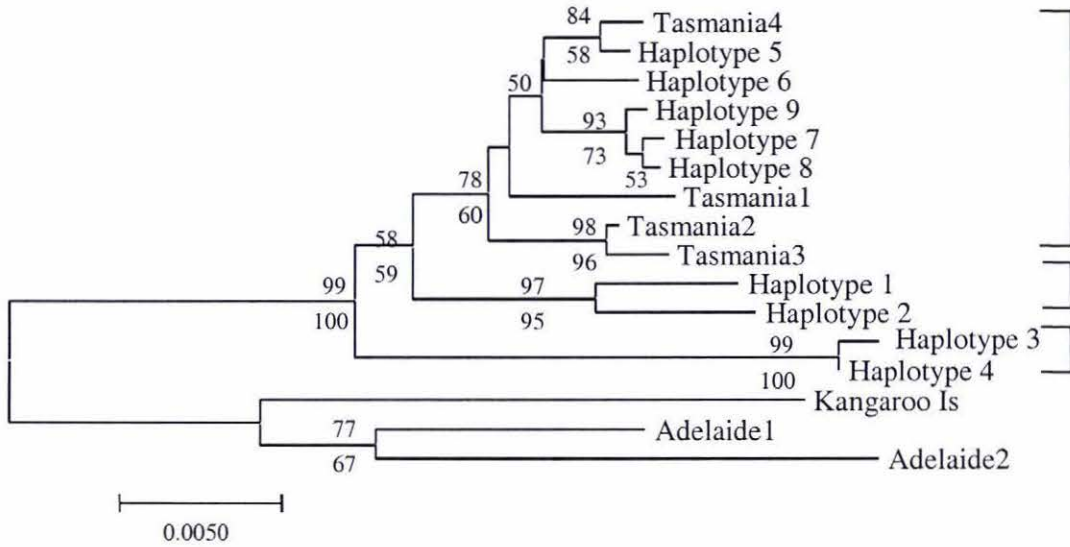 84
Tasmania4
58
Haplotype 5
50
Haplotype 6
93
Haplotype 9
73
Haplotype 7
53
Haplotype 8
78
60
Tasmania1
98
Tasmania2
96
Tasmania3
58
59
97
Haplotype 1
95
Haplotype 2
99
100
99
Haplotype 3
100
Haplotype 4
Kangaroo Is
77
Adelaide1
67
Adelaide2
0.0050